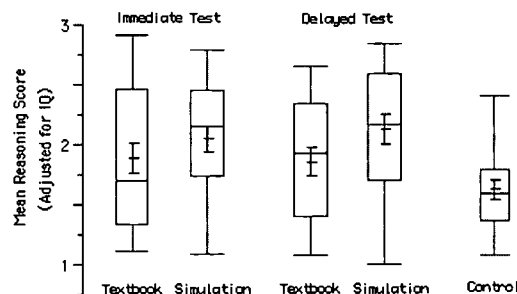 Immediate Test
Delayed Test
Mean Reasoning Score
(Adjusted for IQ)
3
2
1
Textbook
Simulation
Textbook
Simulation
Control